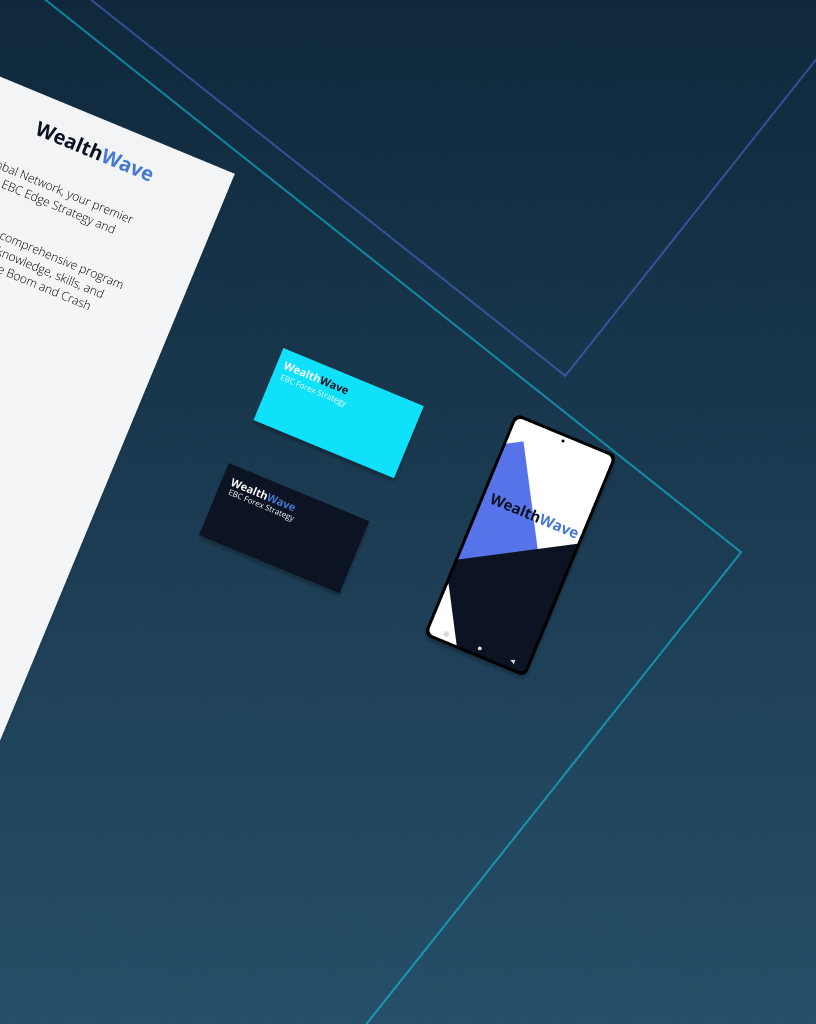 WealthWave
Global Network, your premier
EBC Edge Strategy and
comprehensive program
knowledge, skills, and
Boom and Crash
WealthWave
EBC Forex Strategy
WealthWave
EBC Forex Strategy
WealthWave